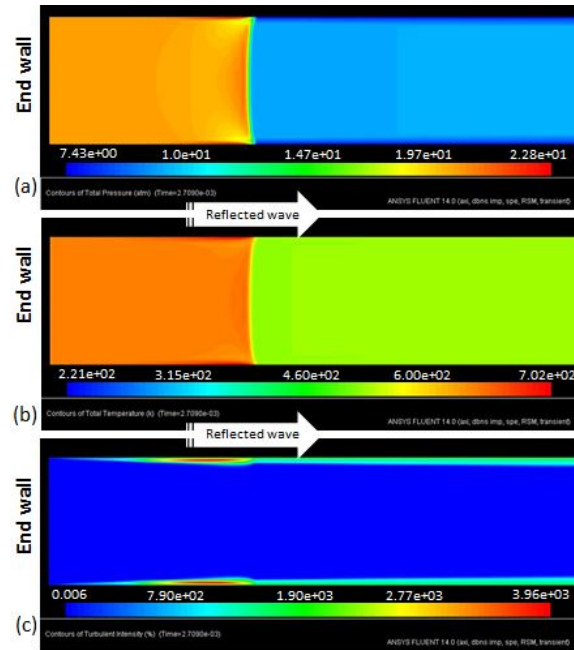 End wall
7.43e+00 1.0e+01 1.47e+01 1.97e+01 2.28e+01
(a)
Contours of Total Pressure (atm) (Time=2.7090e-03)
ANSYS FLUENT 14.0 (axi, dbns imp, spe, RSM, transient)
Reflected wave
End wall
2.21e+02 3.15e+02 4.60e+02 6.00e+02 7.02e+02
(b)
Contours of Total Temperature (k) (Time=2.7090e-03)
ANSYS FLUENT 14.0 (axi, dbns imp, spe, RSM, transient)
Reflected wave
End wall
0.006 7.90e+02 1.90e+03 2.77e+03 3.96e+03
(c)
Contours of Turbulent Intensity (%) (Time=2.7090e-03)
ANSYS FLUENT 14.0 (axi, dbns imp, spe, RSM, transient)